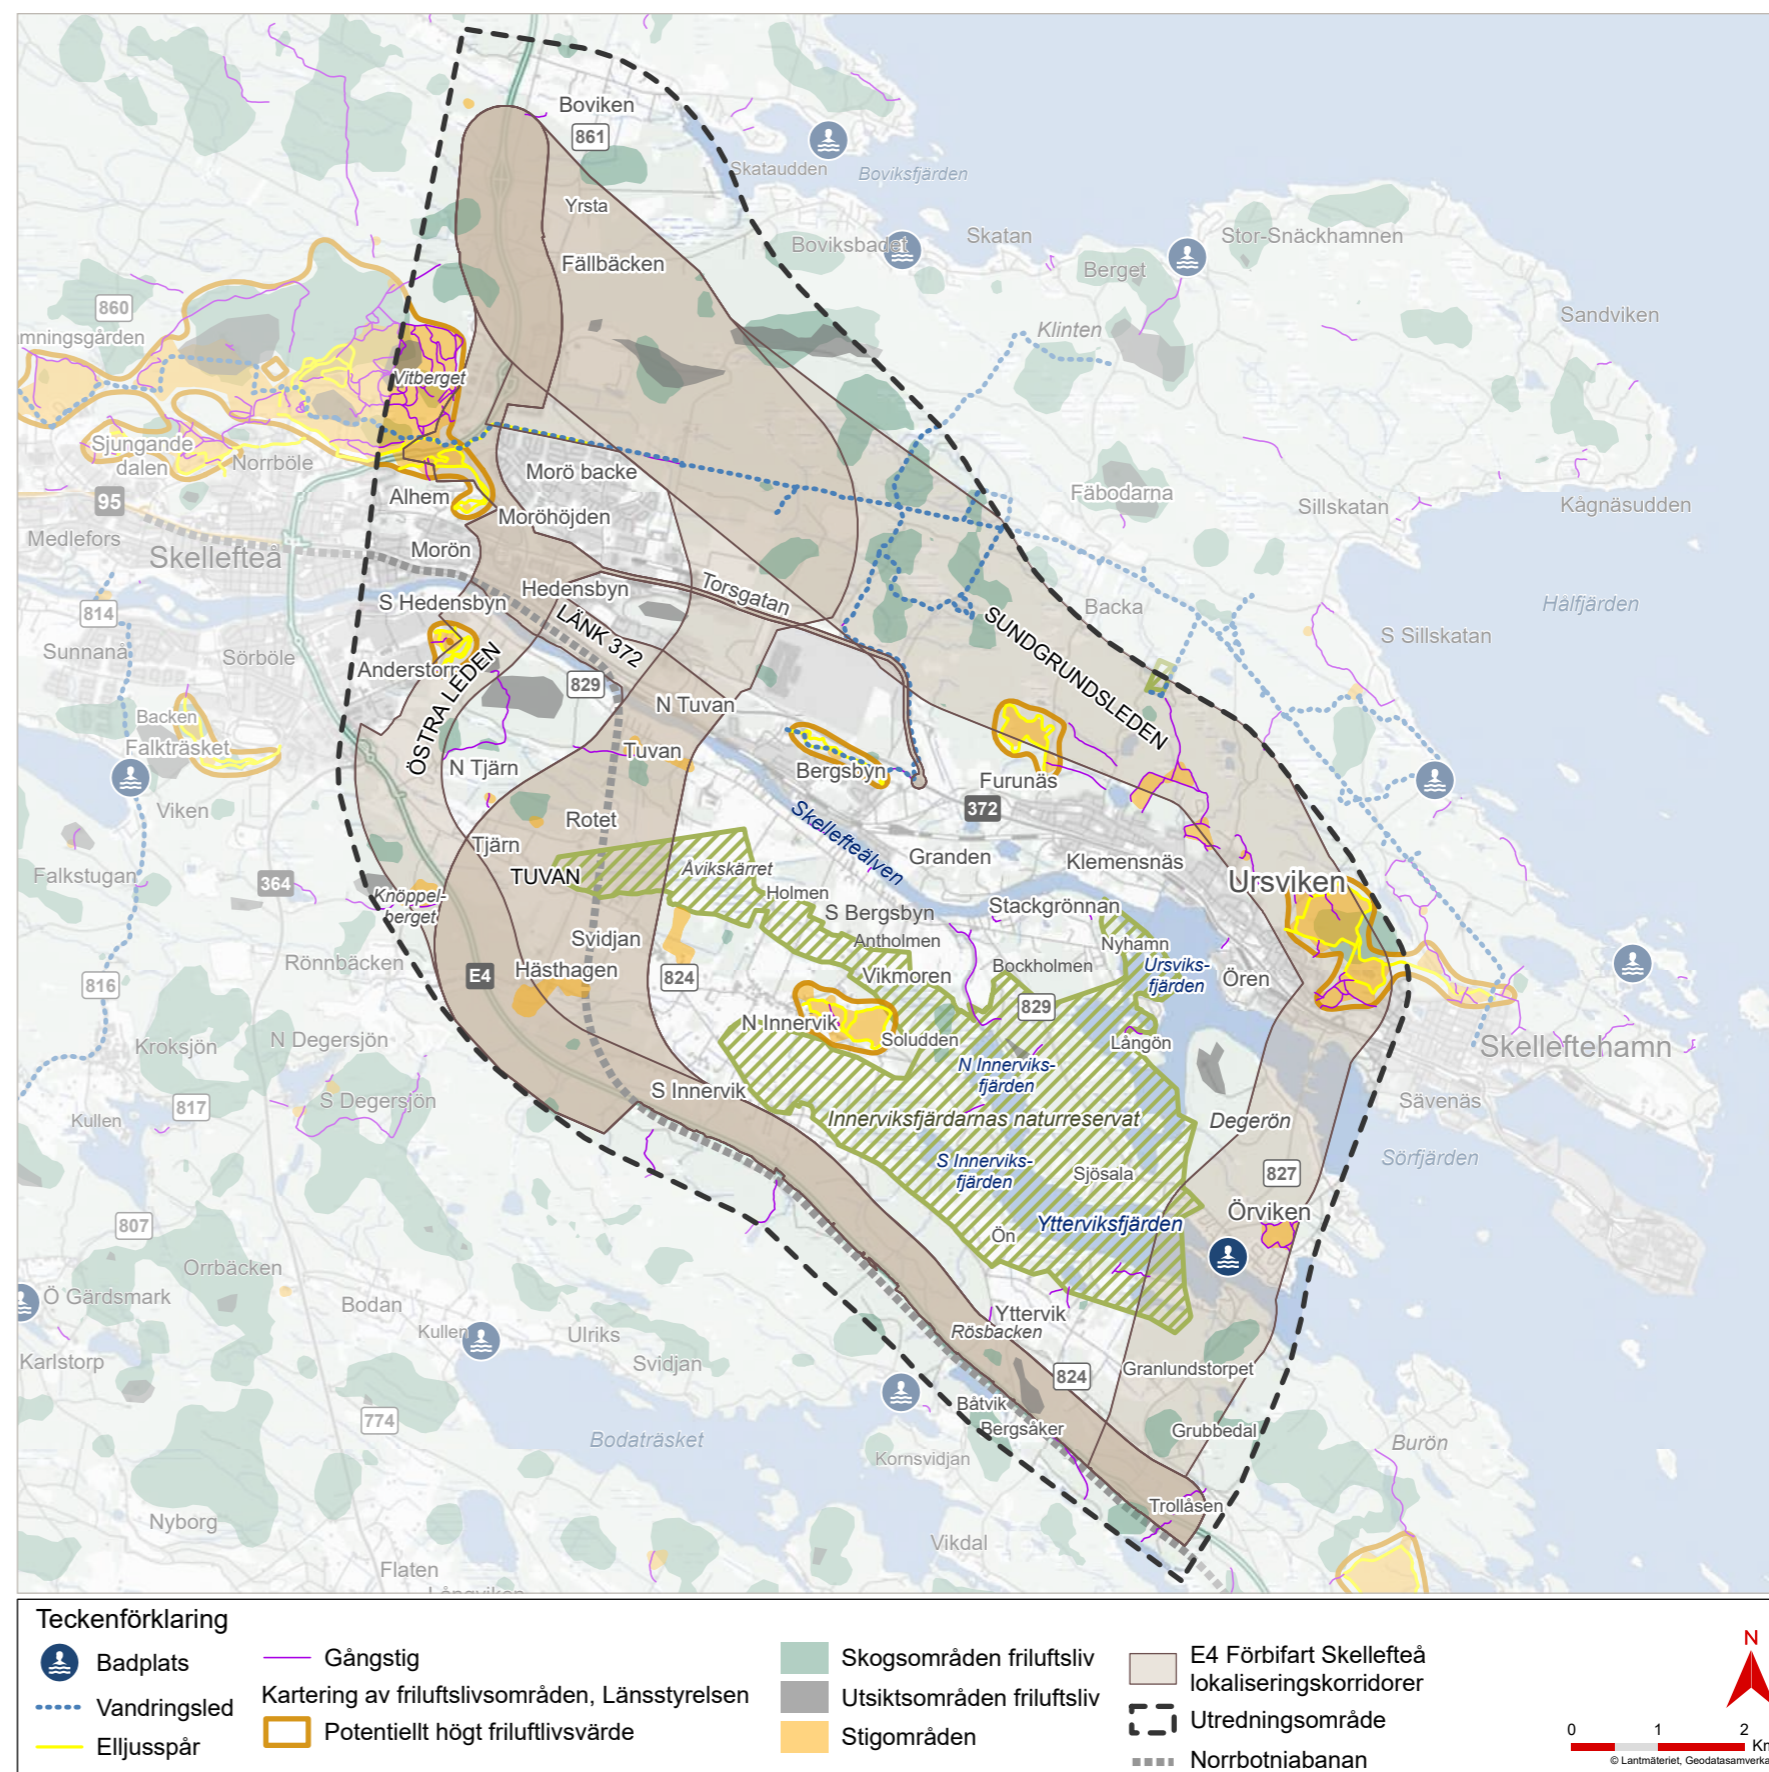 Boviken
861
Skataudden
Boviksfjärden
Yrsta
Boviksbadet
Skatan
Stor-Snäckhamnen
Fällbäcken
Berget
860
Sandviken
mningsgården
Klinten
Vitberget
Sjungande
dalen
Norrböle
Morö backe
Alhem
95
Moröhöjden
Fäbodarna
Sillskatan
Kågnäsudden
Medlefors
Skellefteå
Morön
Hedensbyn
Torsgatan
S Hedensbyn
814
LÄNK 372
SUNDGRUNDSLEDEN
Backa
Hålfjärden
S Sillskatan
Sunnanå
Sörböle
Anderstorp
ÖSTRA LEDEN
829
N Tuvan
Backen
Falkträsket
Tuvan
N Tjärn
Bergsbyn
Furunäs
Viken
372
Rotet
Skellefteälven
Tjärn
Granden
Klemensnäs
Falkstugan
364
TUVAN
Avikskärret
Holmen
Ursviken
Knöppel-
berget
S Bergsbyn
Stackgrönnan
Antholmen
Nyhamn
Svidjan
Rönnbäcken
E4
Hästhagen
824
Vikmoren
Bockholmen
Ursviks-
fjärden
Ören
816
829
N Innervik
Soludden
Långön
Kroksjön
N Degersjön
Skelleftehamn
N Innerviks-
fjärden
S Innervik
817
S Degersjön
Kullen
Innerviksfjärdarnas naturreservat
Degerön
Sävenäs
S Innerviks-
fjärden
Sjösala
827
Sörfjärden
807
Ytterviksfjärden
Örviken
Ön
Orrbäcken
Ö Gärdsmark
Bodan
Yttervik
Kullen
Ulriks
Rösbacken
Karlstorp
Svidjan
824
Granlundstorpet
774
Båtvik
Bergsåker
Grubbedal
Bodaträsket
Burön
Kornsvidjan
Trollåsen
Nyborg
Vikdal
Flaten
Långviken
Teckenförklaring
Badplats
Vandringsled
Elljusspår
Gångstig
Kartering av friluftslivsområden, Länsstyrelsen
Potentiellt högt friluftlivsvärde
Skogsområden friluftsliv
Utsiktsområden friluftsliv
Stigområden
E4 Förbifart Skellefteå
lokaliseringskorridorer
Utredningsområde
Norrbotniabanan
N
0 1 2
Km
© Lantmäteriet, Geodatasamverka